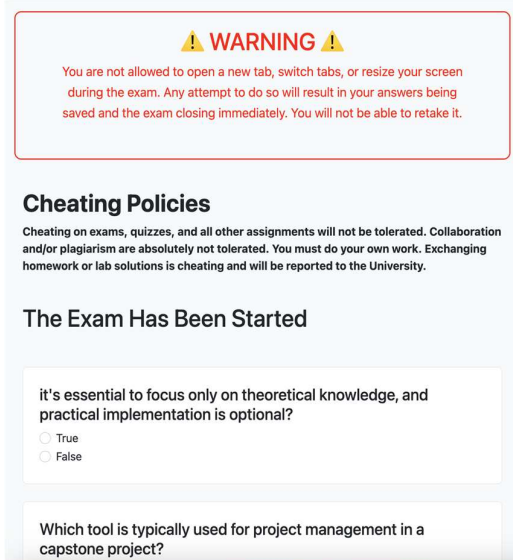 ⚠️ WARNING ⚠️
You are not allowed to open a new tab, switch tabs, or resize your screen
during the exam. Any attempt to do so will result in your answers being
saved and the exam closing immediately. You will not be able to retake it.
Cheating Policies
Cheating on exams, quizzes, and all other assignments will not be tolerated. Collaboration
and/or plagiarism are absolutely not tolerated. You must do your own work. Exchanging
homework or lab solutions is cheating and will be reported to the University.
The Exam Has Been Started
it's essential to focus only on theoretical knowledge, and
practical implementation is optional?
True
False
Which tool is typically used for project management in a
capstone project?